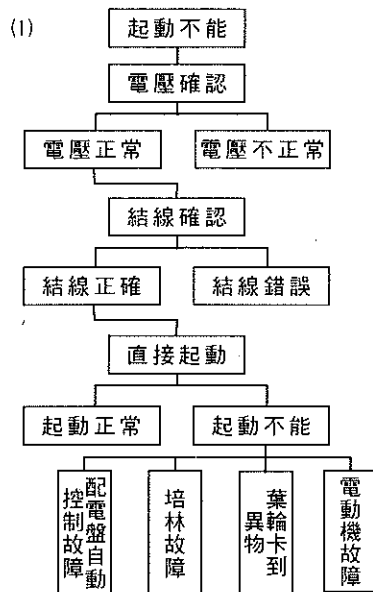 (1)
起動不能
電壓確認
電壓正常
電壓不正常
結線確認
結線正確
結線錯誤
直接起動
起動正常
起動不能
配電盤自動
控制故障
培林故障
葉輪卡到
異物
電動機故障